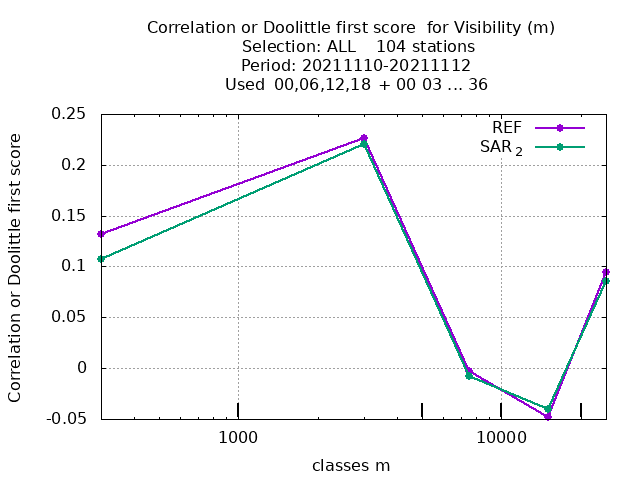 Correlation or Doolittle first score  for Visibility (m)
Selection: ALL    104 stations
Period: 20211110-20211112
Used  00,06,12,18  + 00 03 ... 36
REF
SAR 2
0.25
0.2
0.15
0.1
0.05
0
-0.05
Correlation or Doolittle first score
1000
10000
classes m